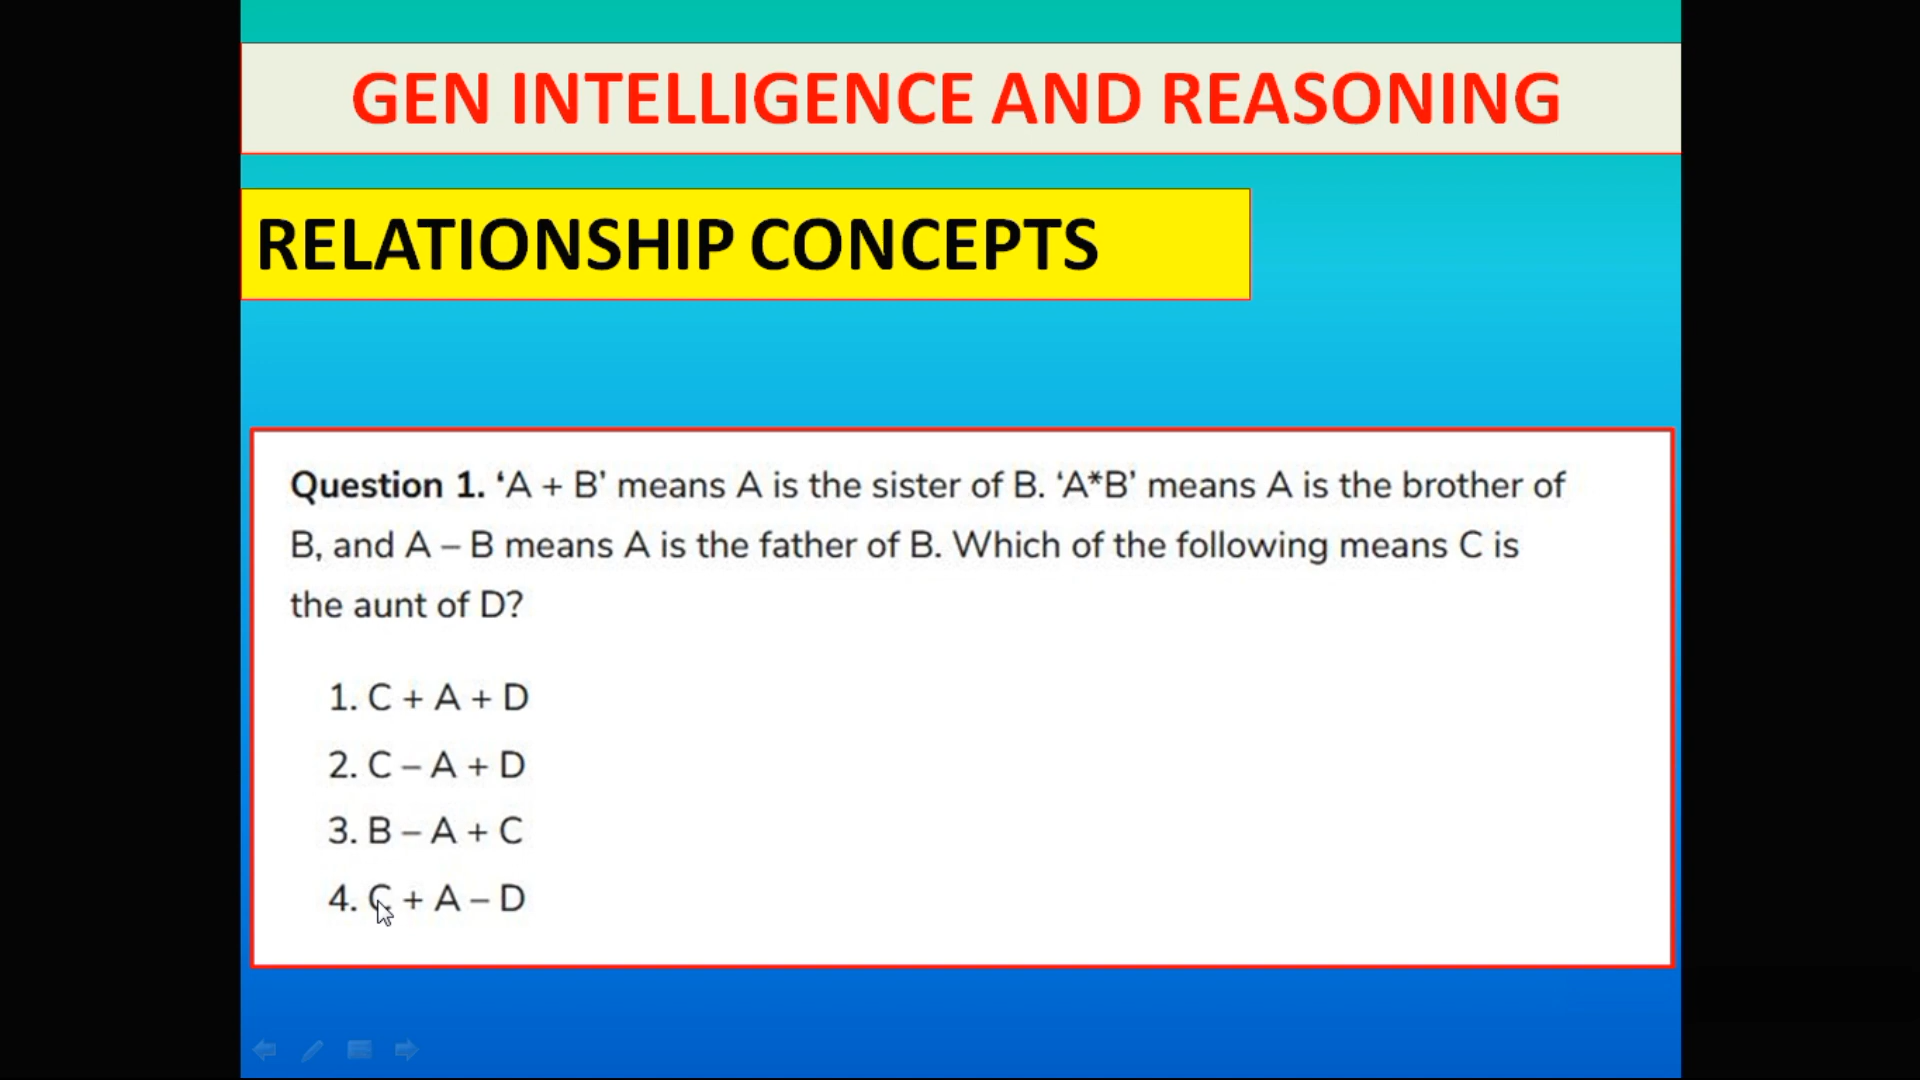 GEN INTELLIGENCE AND REASONING
RELATIONSHIP CONCEPTS
Question 1. ‘A + B’ means A is the sister of B. ‘A*B’ means A is the brother of
B, and A – B means A is the father of B. Which of the following means C is
the aunt of D?
1. C + A + D
2. C – A + D
3. B – A + C
4. C + A – D